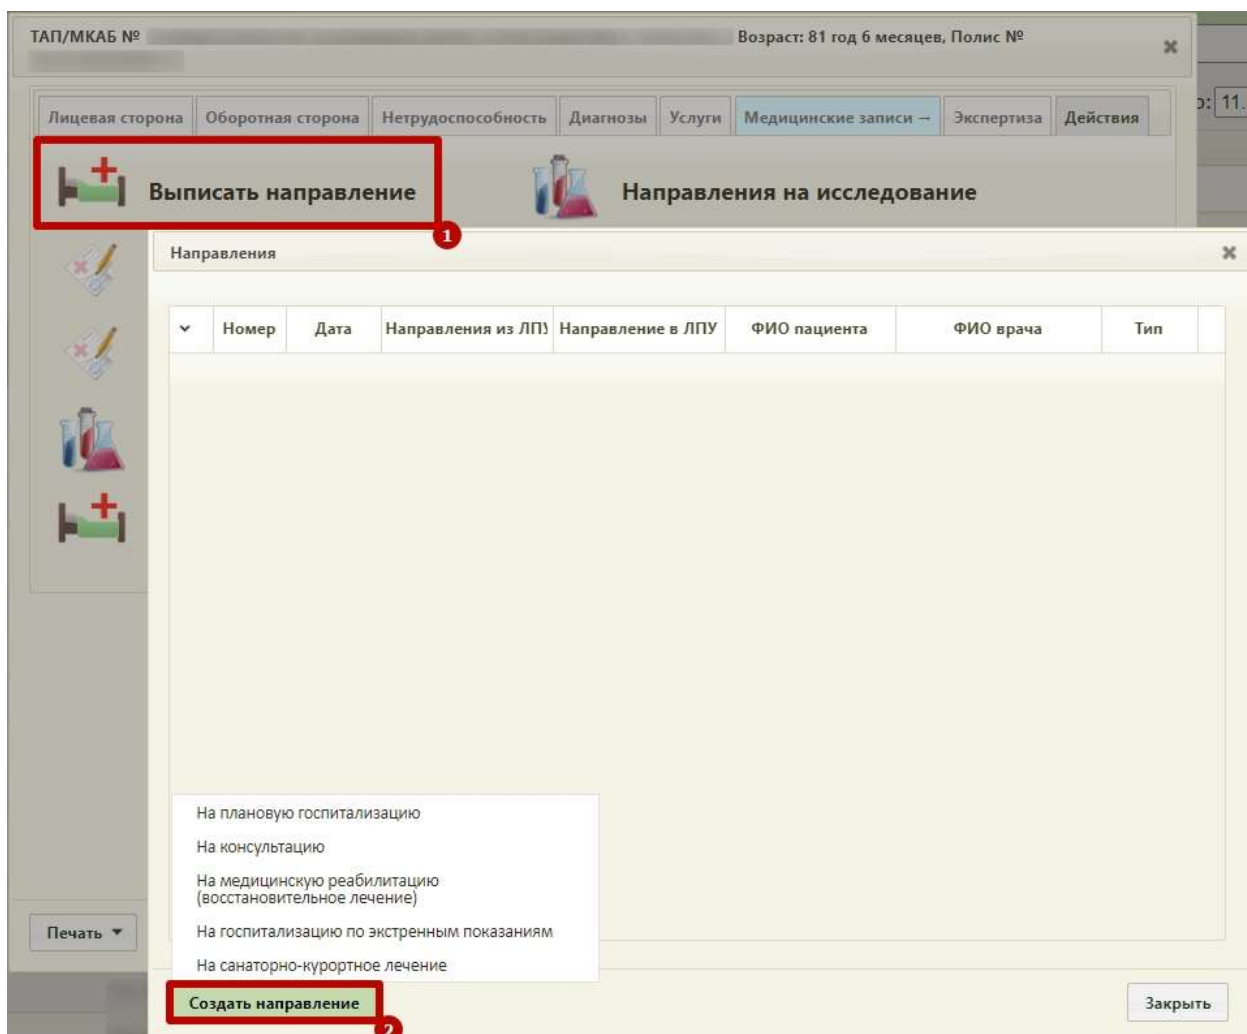 ТАП/МКАБ №
Возраст: 81 год 6 месяцев, Полис №
о: 11.
Лицевая сторона Оборотная сторона Нетрудоспособность Диагнозы Услуги Медицинские записи – Экспертиза Действия
Выписать направление Направления на исследование
1
Направления
Номер Дата Направления из ЛПУ Направление в ЛПУ ФИО пациента ФИО врача Тип
На плановую госпитализацию
На консультацию
На медицинскую реабилитацию
(восстановительное лечение)
На госпитализацию по экстренным показаниям
На санаторно-курортное лечение
Печать
Создать направление Закрыть
2